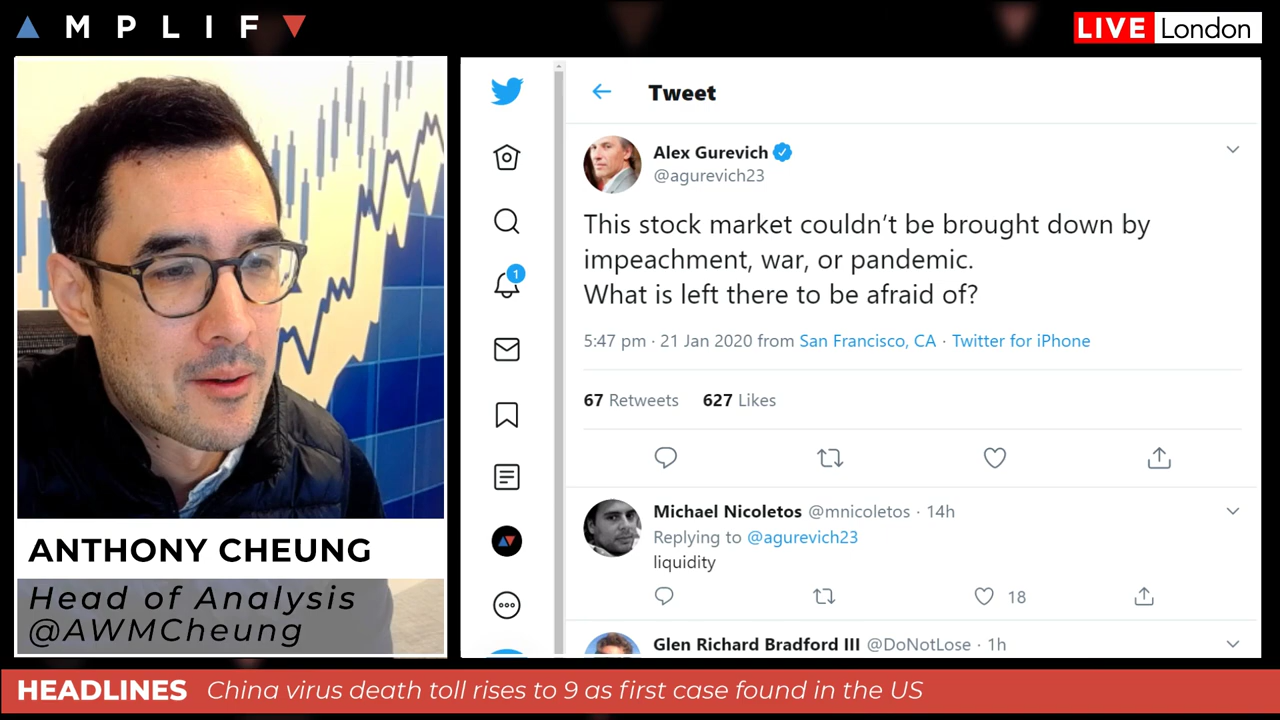 MPLIF
LIVE London
Tweet
Alex Gurevich
@agurevich23
This stock market couldn’t be brought down by
impeachment, war, or pandemic.
What is left there to be afraid of?
5:47 pm · 21 Jan 2020 from San Francisco, CA · Twitter for iPhone
67 Retweets 627 Likes
1
Michael Nicoletos @mnicoletos · 14h
Replying to @agurevich23
liquidity
18
Glen Richard Bradford III @DoNotLose · 1h
ANTHONY CHEUNG
Head of Analysis
@AWMCheung
HEADLINES China virus death toll rises to 9 as first case found in the US